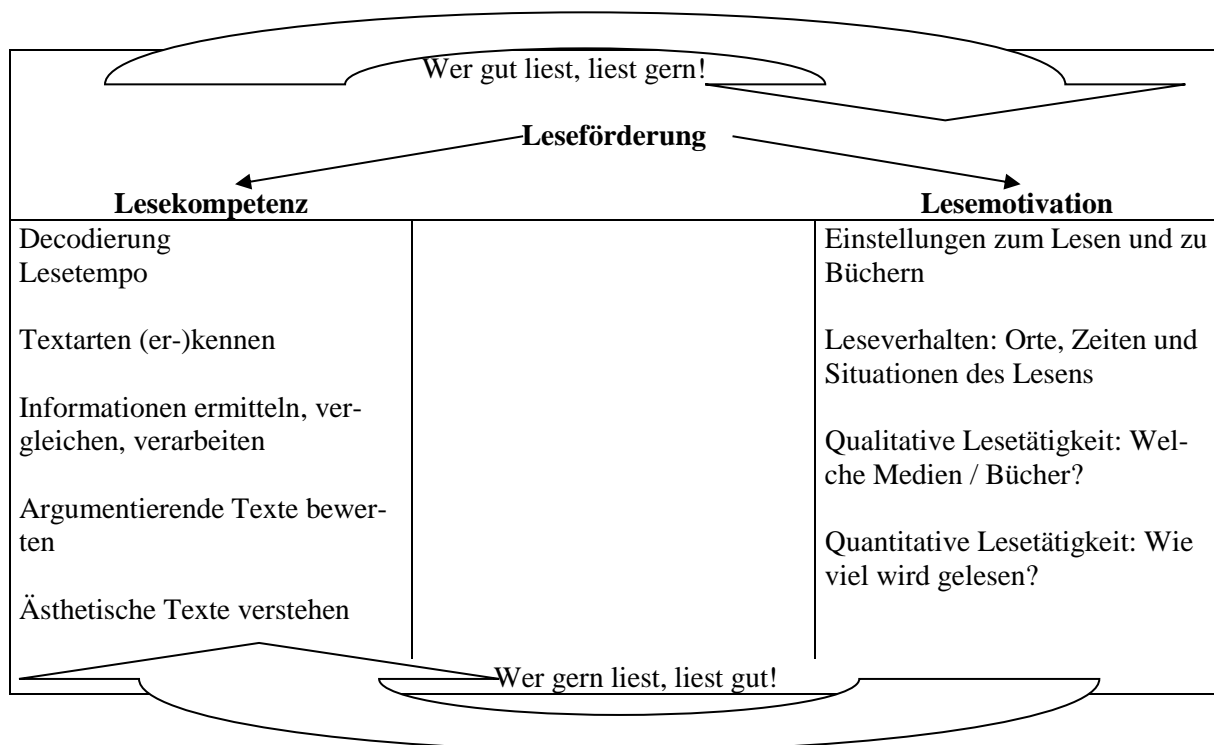 Wer gut liest, liest gern!
Leseförderung
Lesekompetenz
Lesemotivation
Decodierung
Lesetempo
Textarten (er-)kennen
Informationen ermitteln, ver-
gleichen, verarbeiten
Argumentierende Texte bewer-
ten
Ästhetische Texte verstehen
Einstellungen zum Lesen und zu
Büchern
Leseverhalten: Orte, Zeiten und
Situationen des Lesens
Qualitative Lesetätigkeit: Wel-
che Medien / Bücher?
Quantitative Lesetätigkeit: Wie
viel wird gelesen?
Wer gern liest, liest gut!